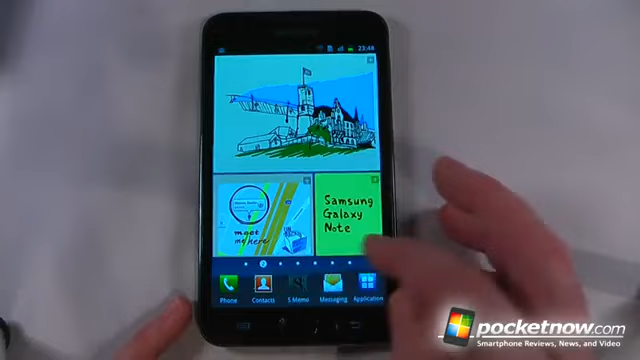 23:48
meet
me here!
Samsung
Galaxy
Note
2
Phone
Contacts
S Memo
Messaging
Application
pocketnow.com
Smartphone Reviews, News, and Video